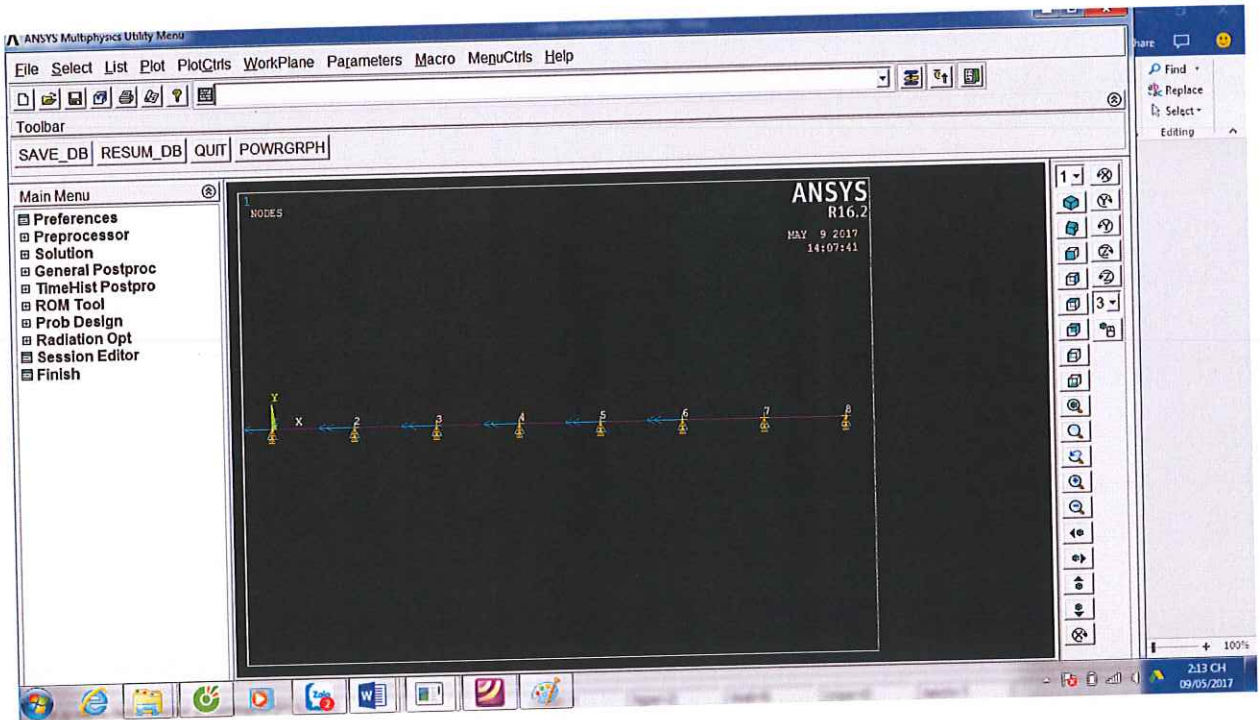 ANSYS Multiphysics Utility Menu
File Select List Plot PlotCtrls WorkPlane Parameters Macro MenuCtrls Help
Toolbar
SAVE_DB RESUM_DB QUIT POWRGRPH
Main Menu
Preferences
Preprocessor
Solution
General Postproc
TimeHist Postpro
ROM Tool
Prob Design
Radiation Opt
Session Editor
Finish
1
NODES
ANSYS
R16.2
MAY 9 2017
14:07:41
Y
X 2 3 4 5 6 7 8
1
3
hare
Find
Replace
Select
Editing
100%
Zalo
2:13 CH
09/05/2017